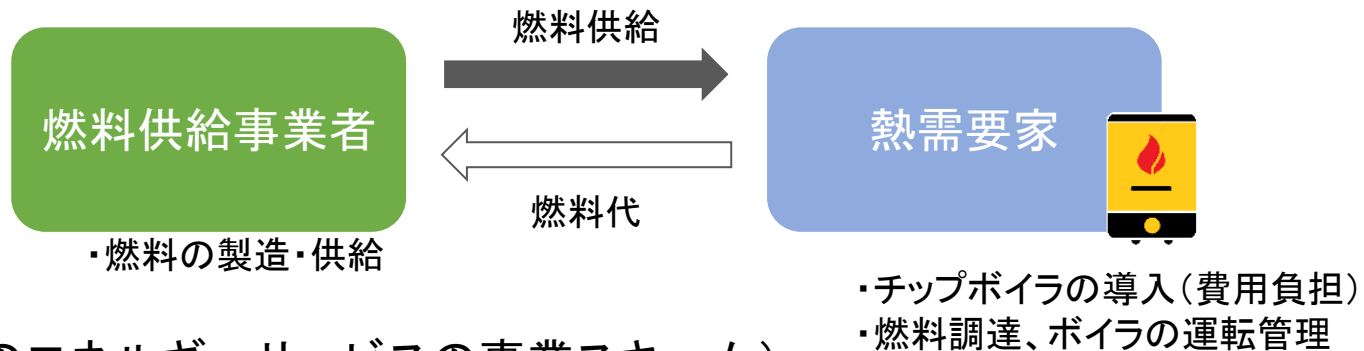 燃料供給
燃料供給事業者
熱需要家
燃料代
・燃料の製造・供給
・チップボイラの導入（費用負担）
・燃料調達、ボイラの運転管理